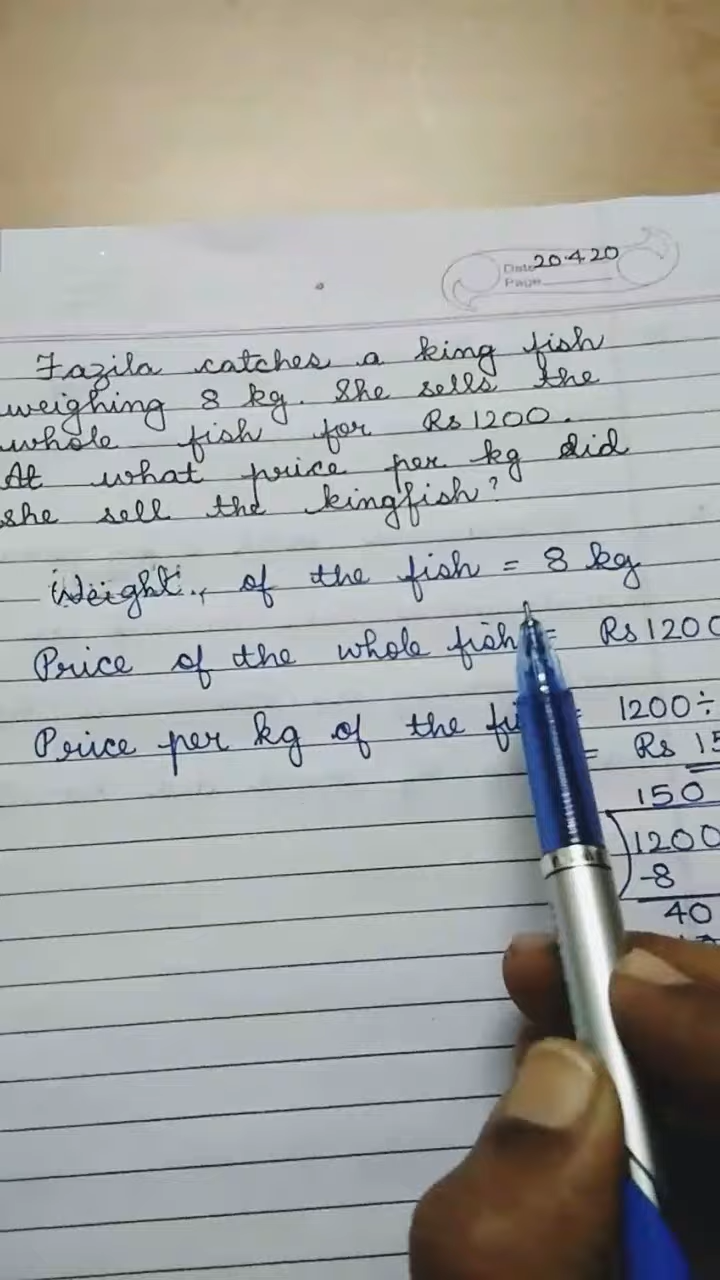 Date 20.4.20
Page
Fazila catches a king fish
weighing 8 kg. She sells the
whole fish for Rs 1200.
At what price per kg did
she sell the kingfish?
Weight of the fish = 8 kg
Price of the whole fish = Rs 1200
Price per kg of the = 1200 ÷
= Rs 15
150
1200
-8
40